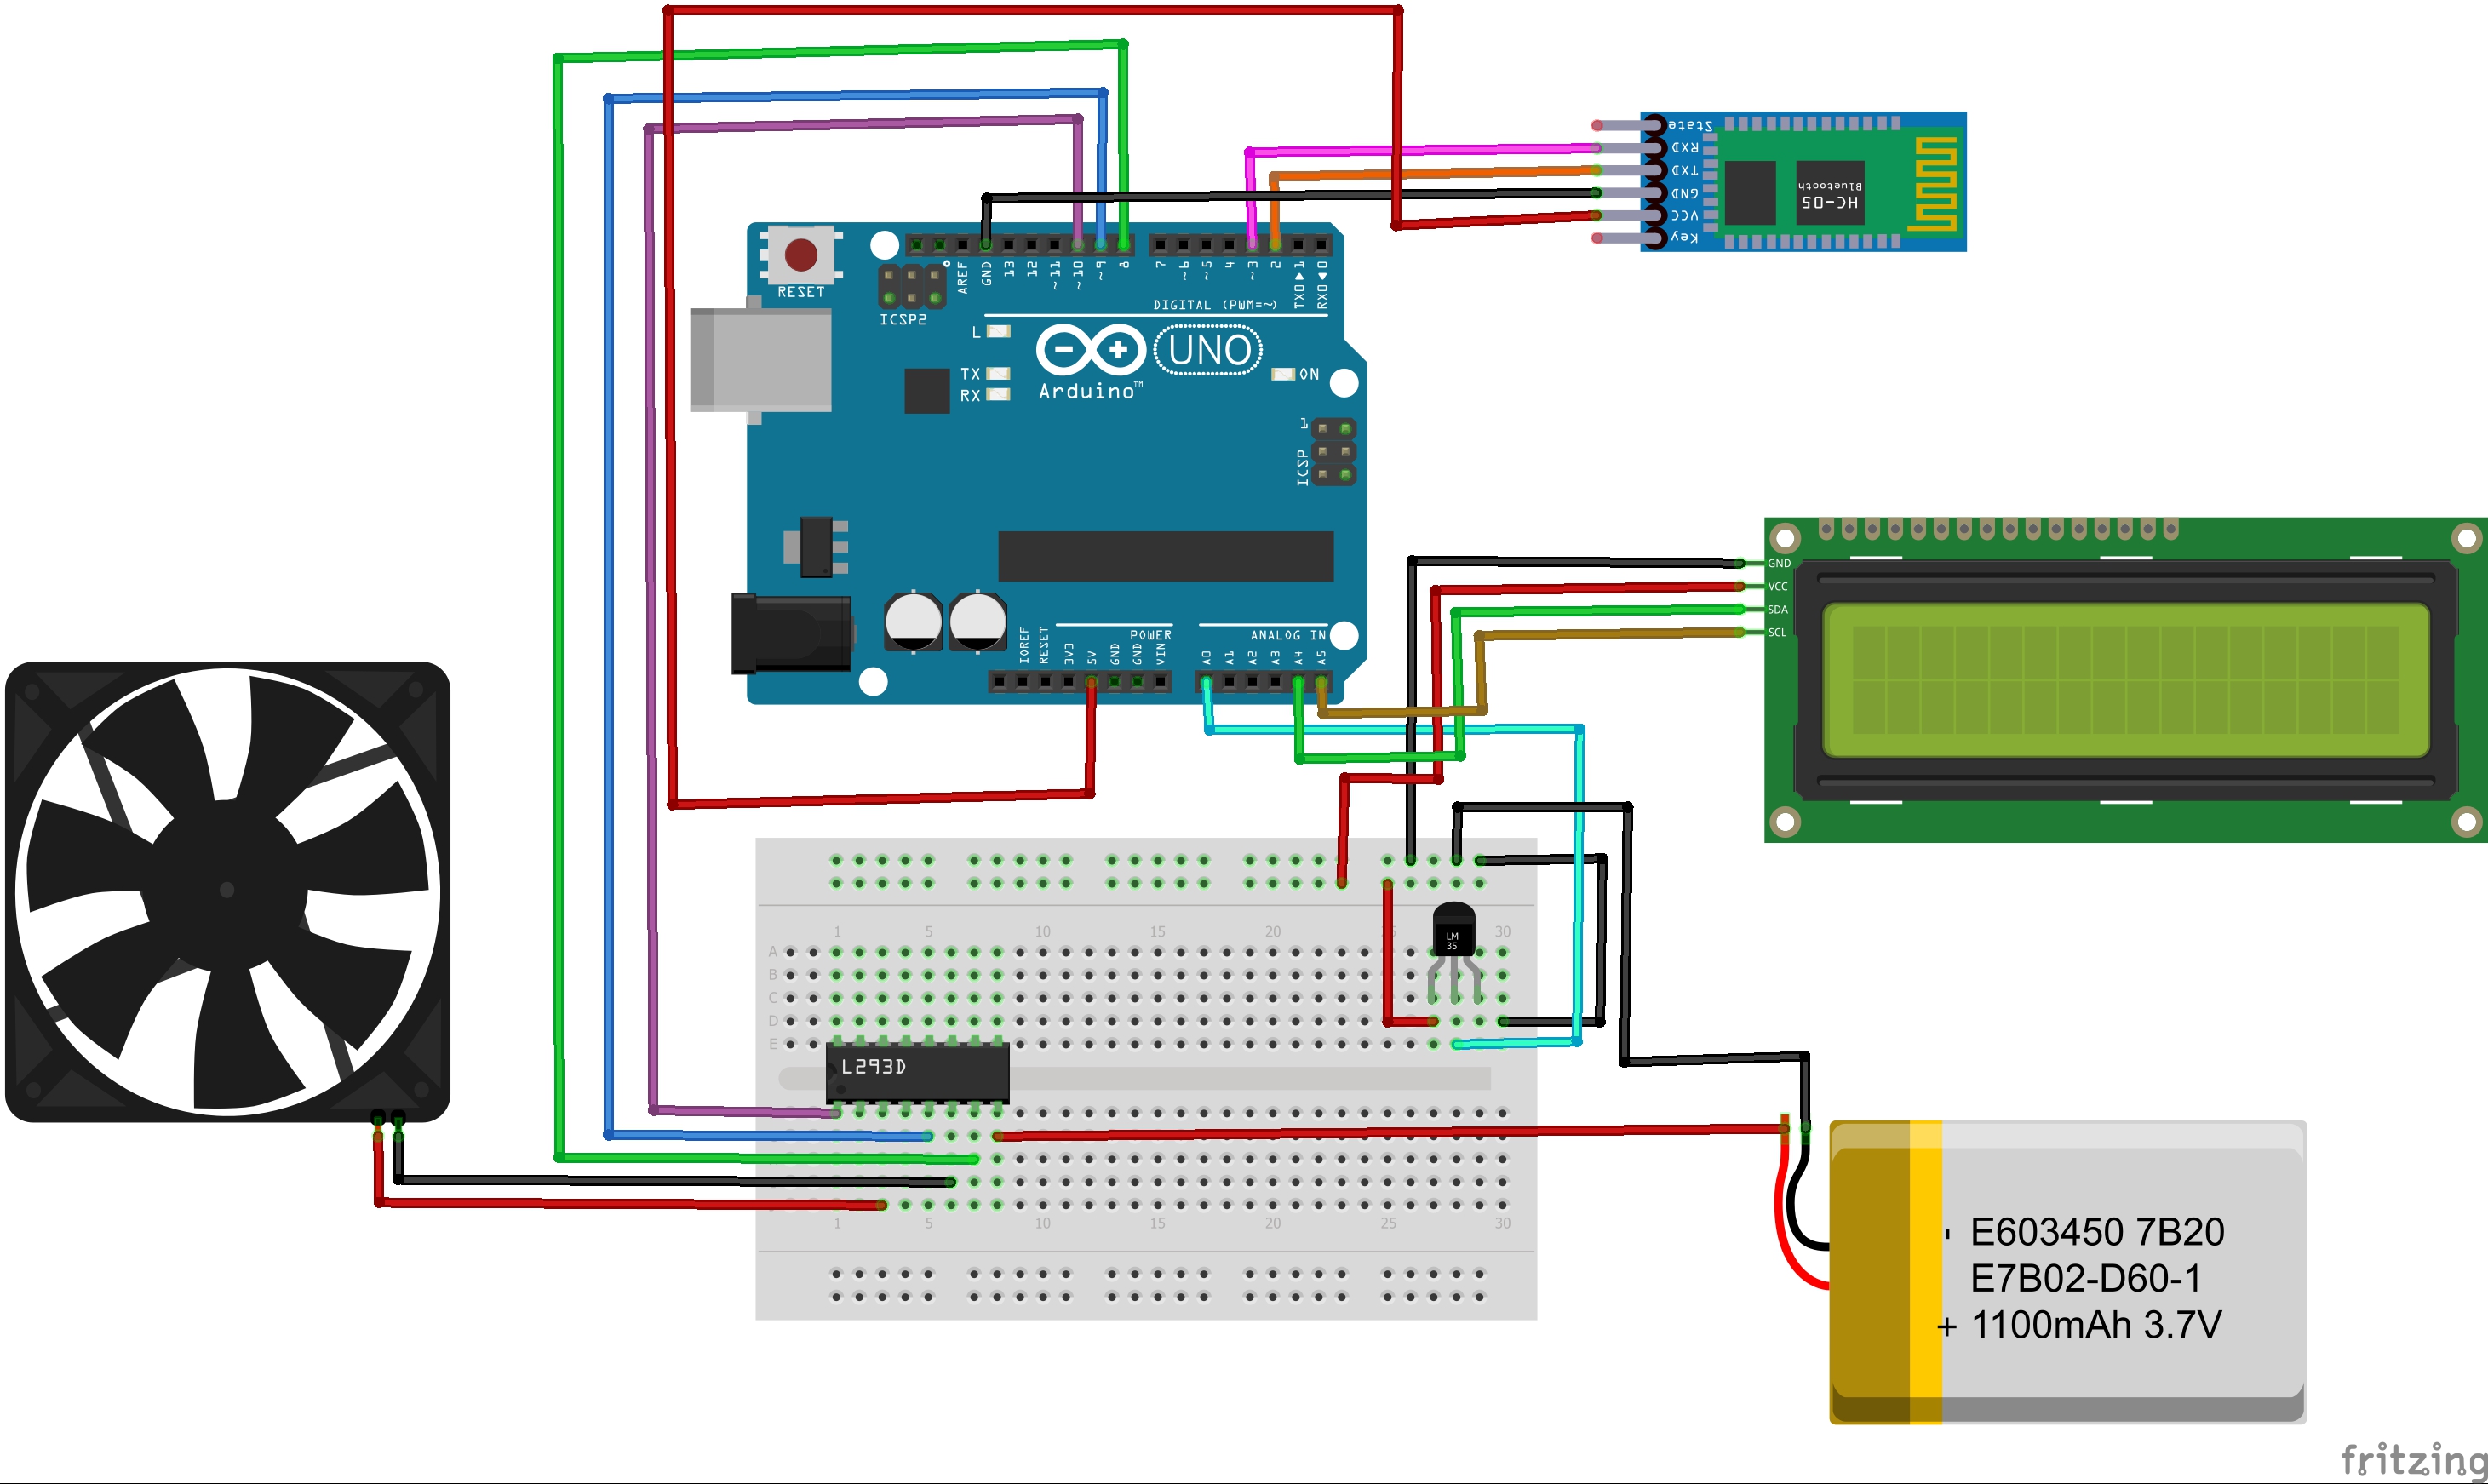 State
RXD
TXD
GND
VCC
Key
Bluetooth
HC-05
RESET
ICSP2
AREF
GND
13
12
~11
~10
~9
8
7
~6
~5
4
~3
2
TX0▶1
RX0◀0
DIGITAL (PWM=~)
L
TX
RX
UNO
Arduino™
ON
1
ICSP
IOREF
RESET
3V3
5V
GND
GND
VIN
POWER
A0
A1
A2
A3
A4
A5
ANALOG IN
GND
VCC
SDA
SCL
1 5 10 15 20 30
LM
35
A
B
C
D
E
L293D
1 5 10 15 20 25 30
- E603450 7B20
E7B02-D60-1
+ 1100mAh 3.7V
fritzing